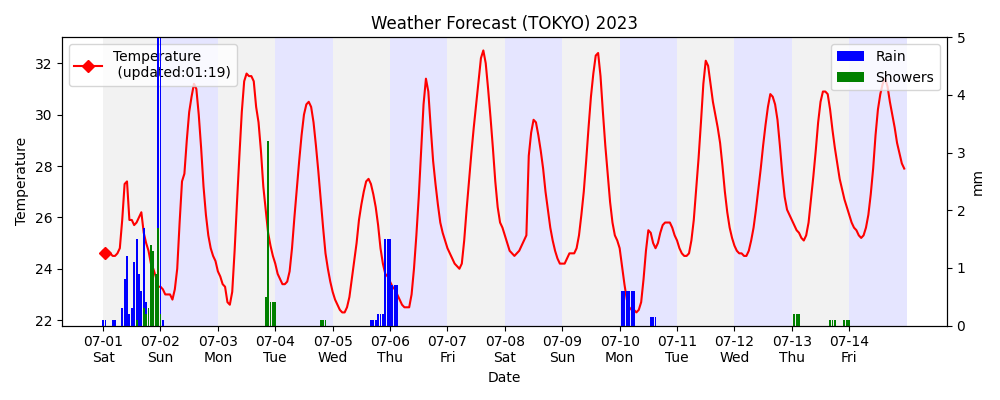 Weather Forecast (TOKYO) 2023
Temperature
(updated:01:19)
Rain
Showers
Temperature
32
30
28
26
24
22
5
4
3
2
1
0
mm
07-01 07-02 07-03 07-04 07-05 07-06 07-07 07-08 07-09 07-10 07-11 07-12 07-13 07-14
Sat Sun Mon Tue Wed Thu Fri Sat Sun Mon Tue Wed Thu Fri
Date